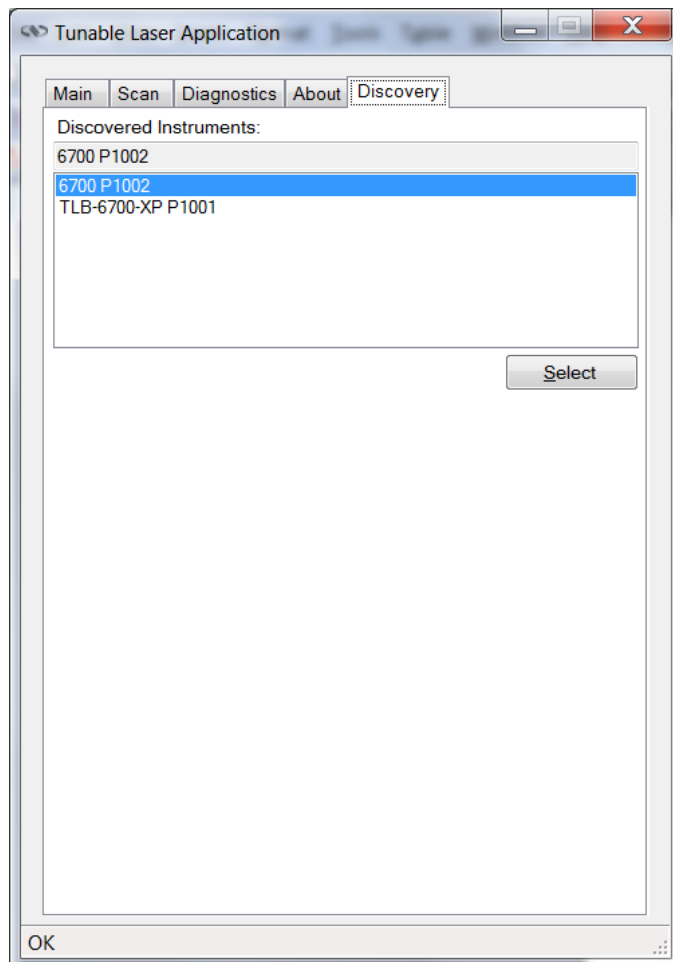 Tunable Laser Application
Main Scan Diagnostics About Discovery
Discovered Instruments:
6700 P1002
6700 P1002
TLB-6700-XP P1001
Select
OK